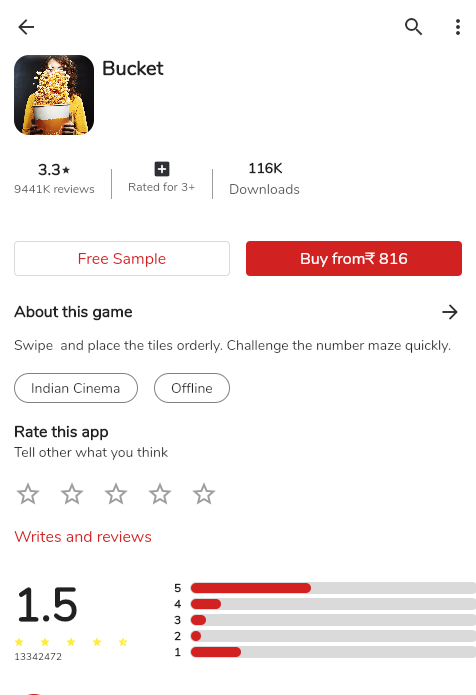 Bucket
3.3★
9441K reviews
Rated for 3+
116K
Downloads
Free Sample
Buy from₹ 816
About this game
Swipe  and place the tiles orderly. Challenge the number maze quickly.
Indian Cinema
Offline
Rate this app
Tell other what you think
Writes and reviews
1.5
13342472
5
4
3
2
1